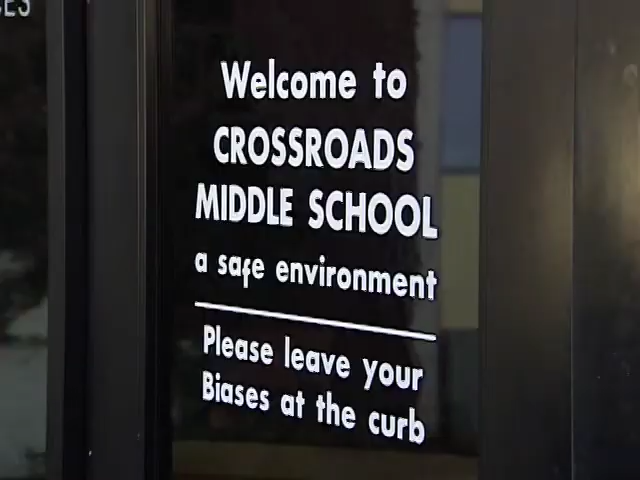 Welcome to
CROSSROADS
MIDDLE SCHOOL
a safe environment
Please leave your
Biases at the curb